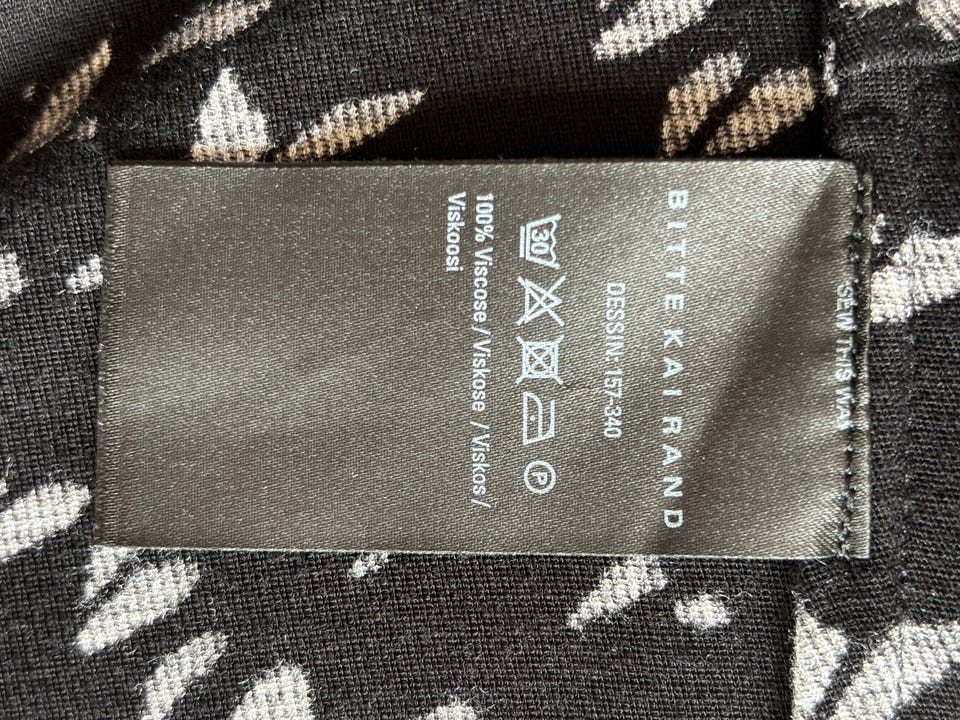 SEW THIS WAY
BITTE KAI RAND
DESSIN: 157-340
30
P
100% Viscose / Viskose / Viskos /
Viskoosi